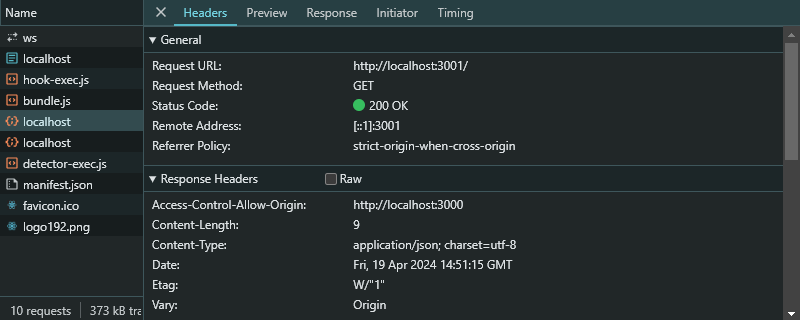 Name
ws
localhost
hook-exec.js
bundle.js
localhost
localhost
detector-exec.js
manifest.json
favicon.ico
logo192.png
10 requests 373 kB tra
Headers Preview Response Initiator Timing
General
Request URL: http://localhost:3001/
Request Method: GET
Status Code: 200 OK
Remote Address: [::1]:3001
Referrer Policy: strict-origin-when-cross-origin
Response Headers Raw
Access-Control-Allow-Origin: http://localhost:3000
Content-Length: 9
Content-Type: application/json; charset=utf-8
Date: Fri, 19 Apr 2024 14:51:15 GMT
Etag: W/"1"
Vary: Origin